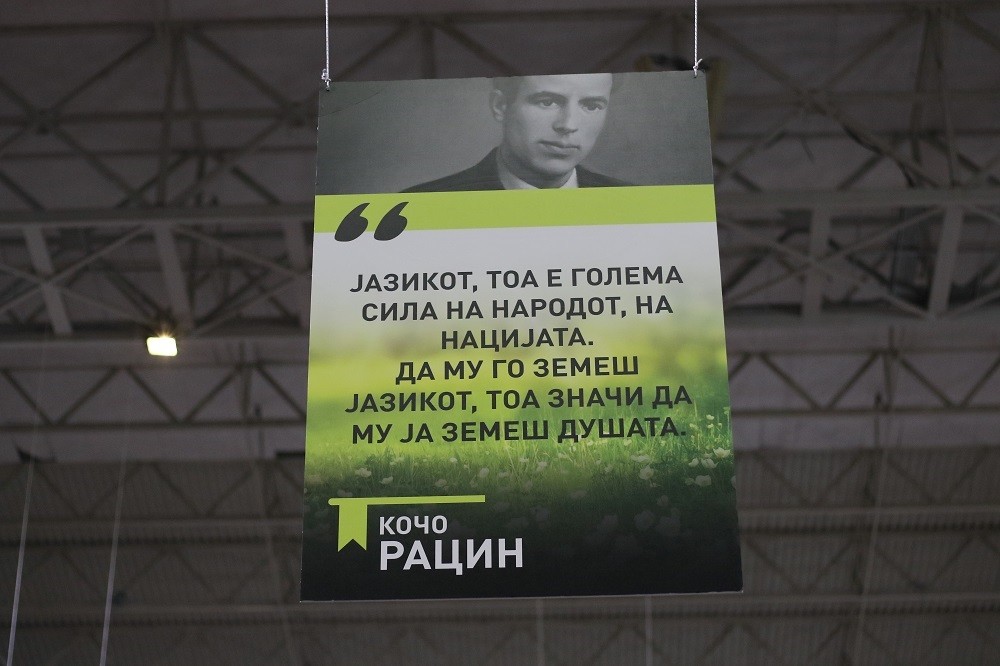 ЈАЗИКОТ, ТОА Е ГОЛЕМА
СИЛА НА НАРОДОТ, НА
НАЦИЈАТА.
ДА МУ ГО ЗЕМЕШ
ЈАЗИКОТ, ТОА ЗНАЧИ ДА
МУ ЈА ЗЕМЕШ ДУШАТА.
КОЧО
РАЦИН